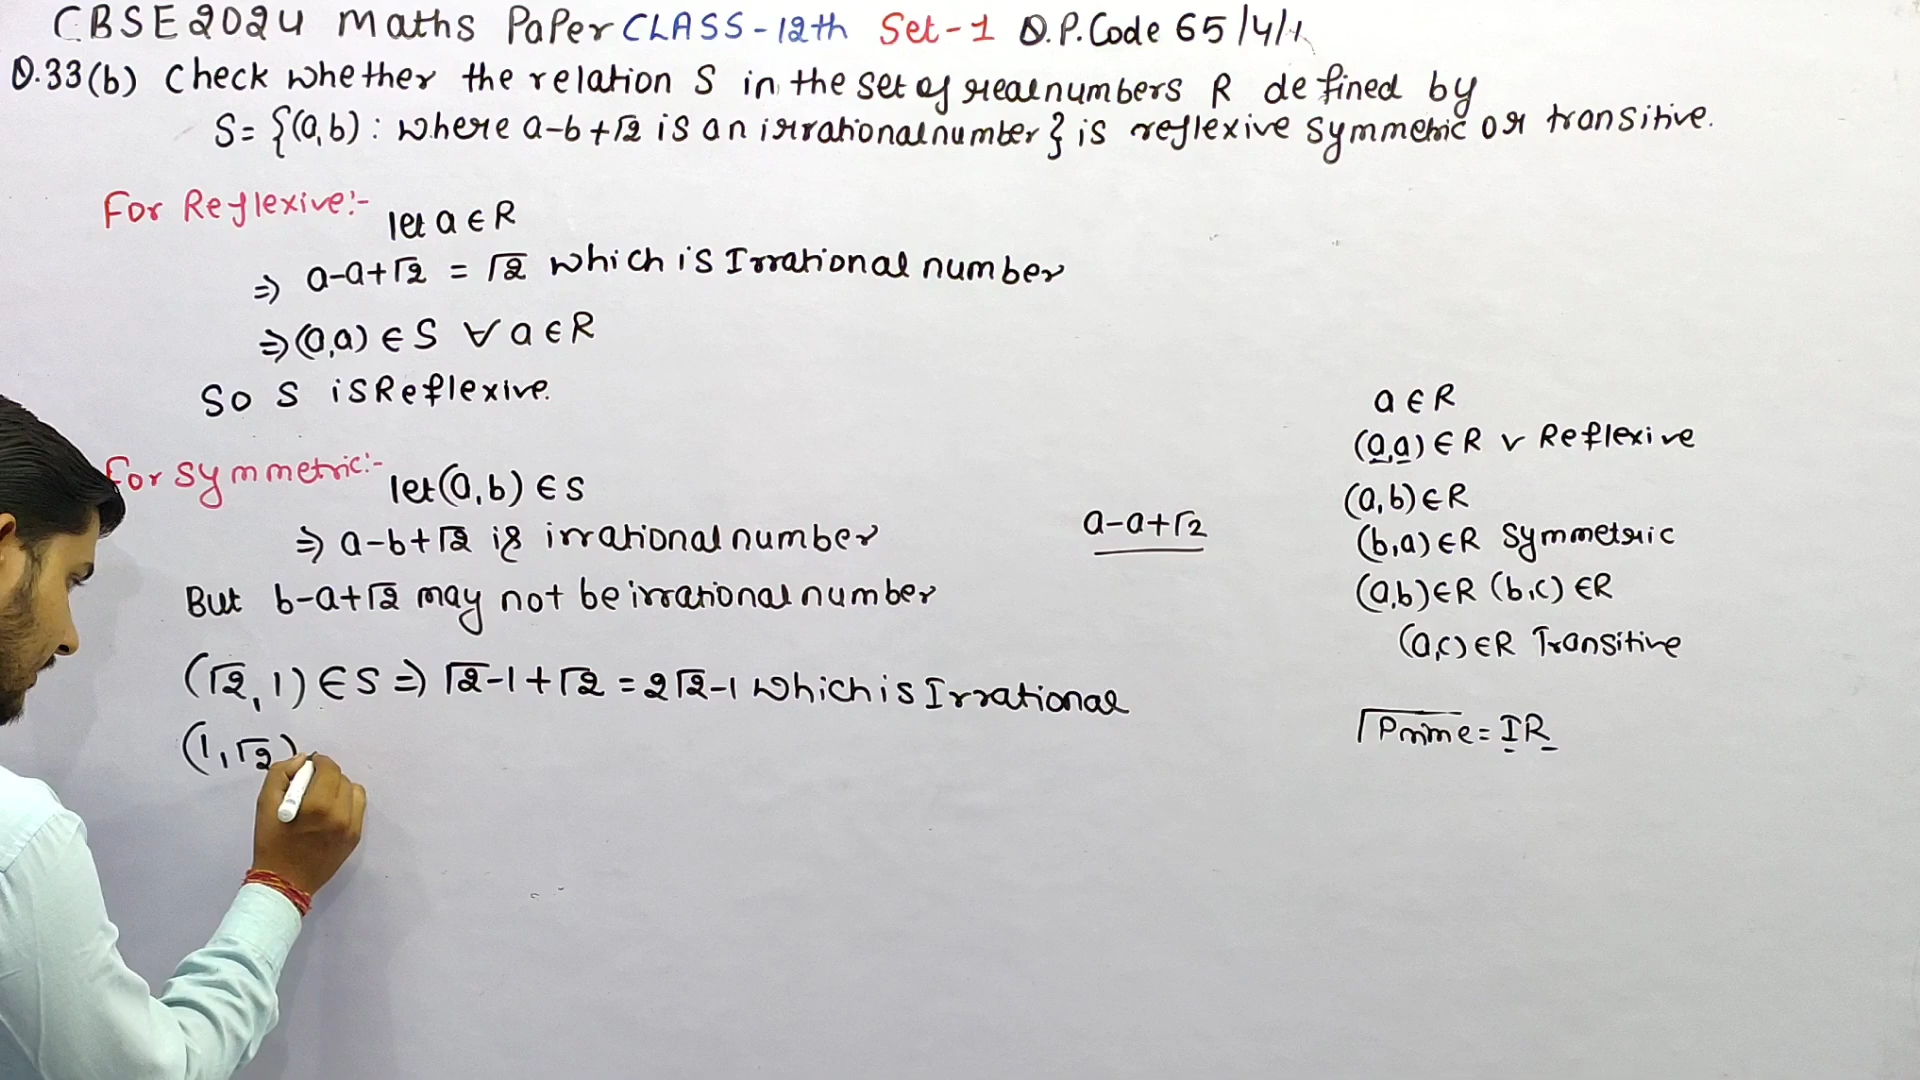 CBSE 2024 Maths Paper CLASS-12th Set-1 Q.P.Code 65/4/1
Q.33(b) Check whether the relation S in the set of real numbers R defined by
S= {(a,b) : where a-b+√2 is an irrational number} is reflexive symmetric or transitive.
For Reflexive:-
let a ∈ R
⇒ a-a+√2 = √2 which is Irrational number
⇒ (a,a) ∈ S ∀ a ∈ R
So S is Reflexive.
For symmetric:-
let (a,b) ∈ S
⇒ a-b+√2 is irrational number
But b-a+√2 may not be irrational number
(√2, 1) ∈ S ⇒ √2-1+√2 = 2√2-1 which is Irrational
(1, √2)
a-a+√2
a ∈ R
(a,a) ∈ R ∨ Reflexive
(a,b) ∈ R
(b,a) ∈ R Symmetric
(a,b) ∈ R (b,c) ∈ R
(a,c) ∈ R Transitive
√Prime = IR